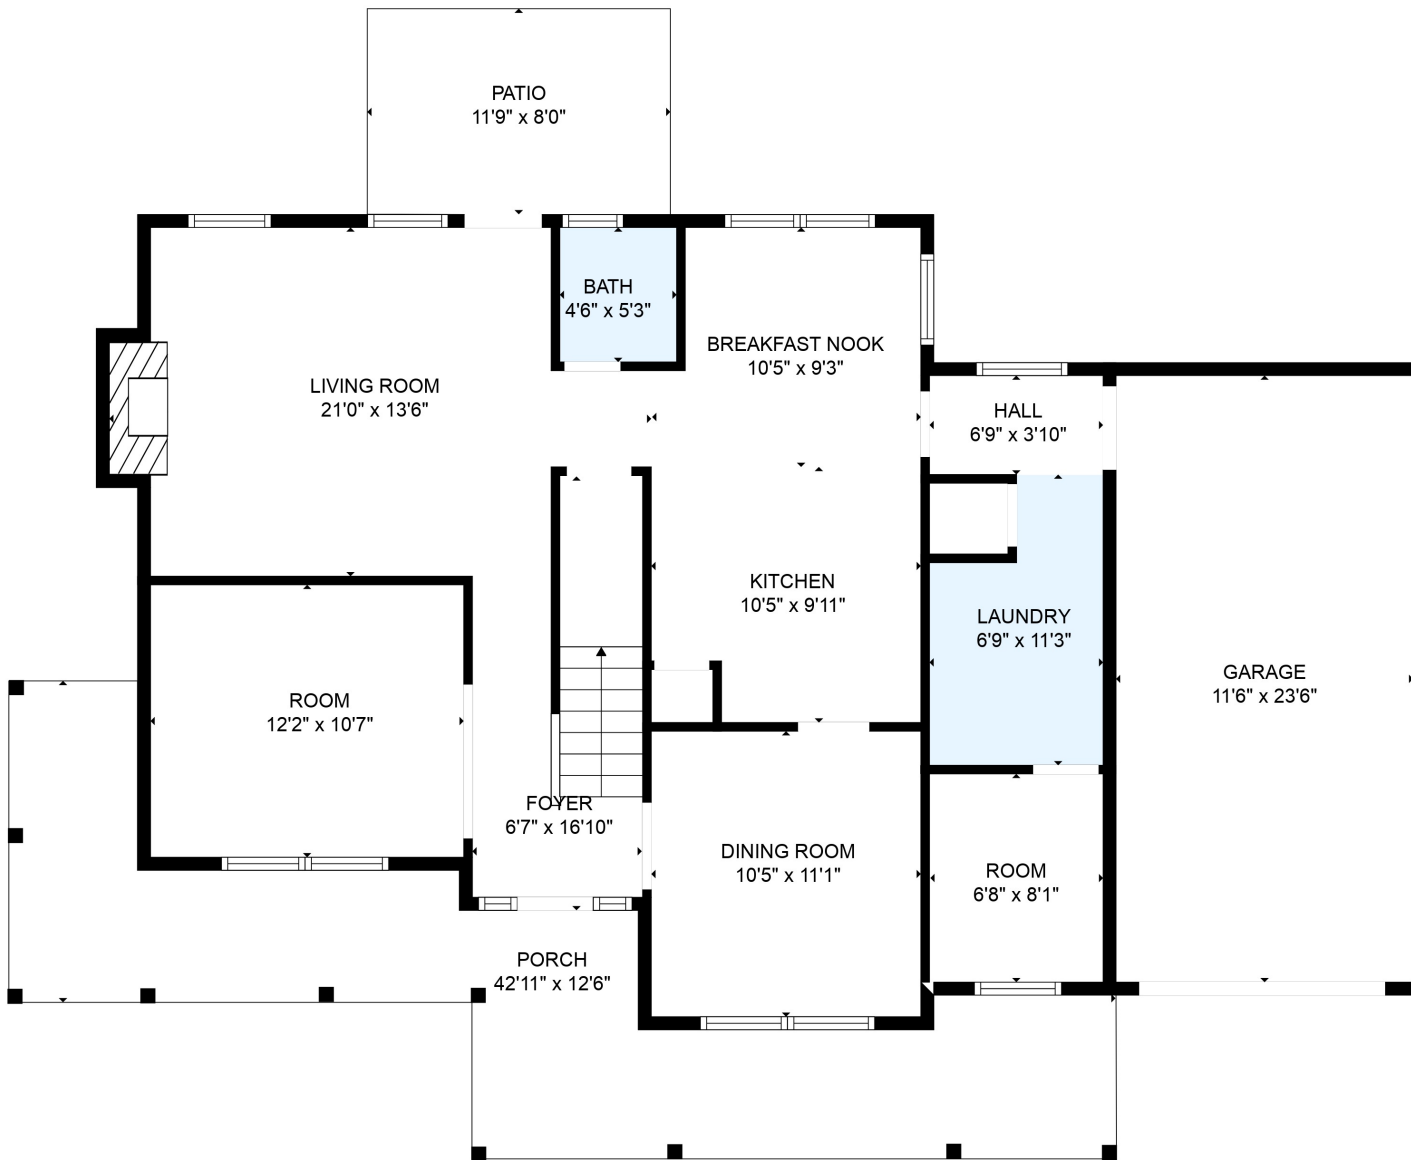 PATIO
11'9" x 8'0"
BATH
4'6" x 5'3"
BREAKFAST NOOK
10'5" x 9'3"
LIVING ROOM
21'0" x 13'6"
HALL
6'9" x 3'10"
KITCHEN
10'5" x 9'11"
LAUNDRY
6'9" x 11'3"
GARAGE
11'6" x 23'6"
ROOM
12'2" x 10'7"
FOYER
6'7" x 16'10"
DINING ROOM
10'5" x 11'1"
ROOM
6'8" x 8'1"
PORCH
42'11" x 12'6"